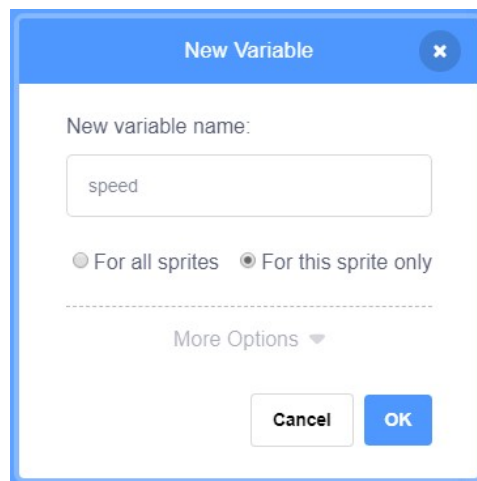 New Variable
New variable name:
speed
For all sprites For this sprite only
More Options
Cancel OK